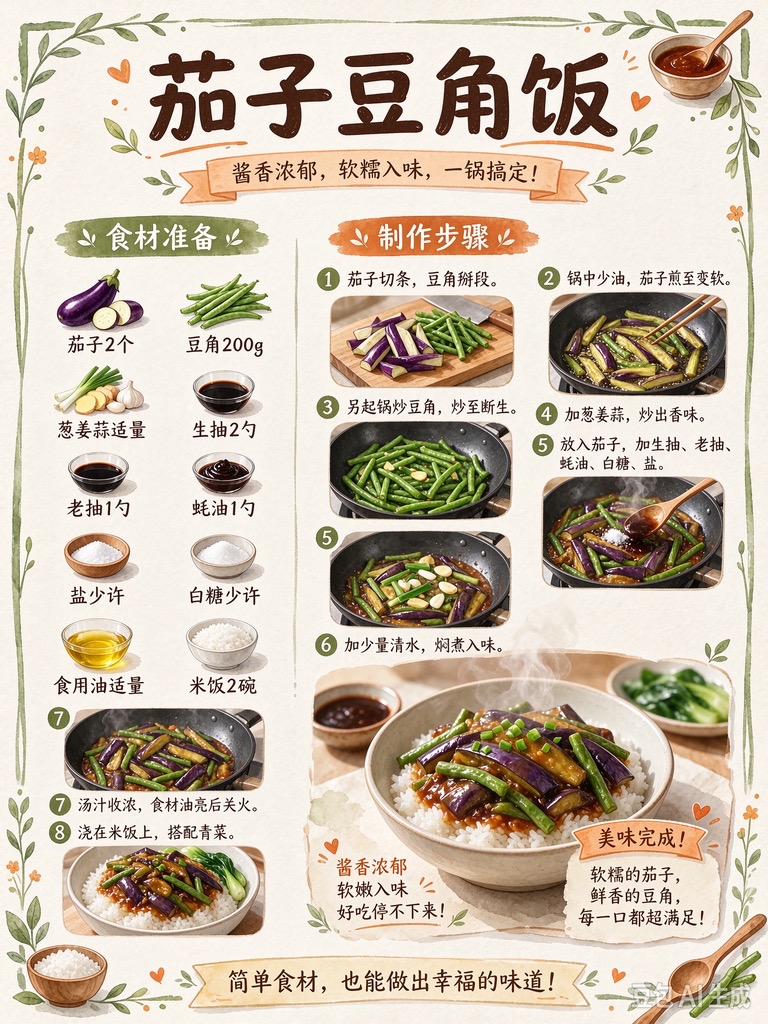 茄子豆角饭
酱香浓郁，软糯入味，一锅搞定！
食材准备
茄子2个
豆角200g
葱姜蒜适量
生抽2勺
老抽1勺
蚝油1勺
盐少许
白糖少许
食用油适量
米饭2碗
制作步骤
1 茄子切条，豆角掰段。
2 锅中少油，茄子煎至变软。
3 另起锅炒豆角，炒至断生。
4 加葱姜蒜，炒出香味。
5 放入茄子，加生抽、老抽、
蚝油、白糖、盐。
5
6 加少量清水，焖煮入味。
7
7 汤汁收浓，食材油亮后关火。
8 浇在米饭上，搭配青菜。
酱香浓郁
软嫩入味
好吃停不下来！
美味完成！
软糯的茄子，
鲜香的豆角，
每一口都超满足！
简单食材，也能做出幸福的味道！
豆包AI生成